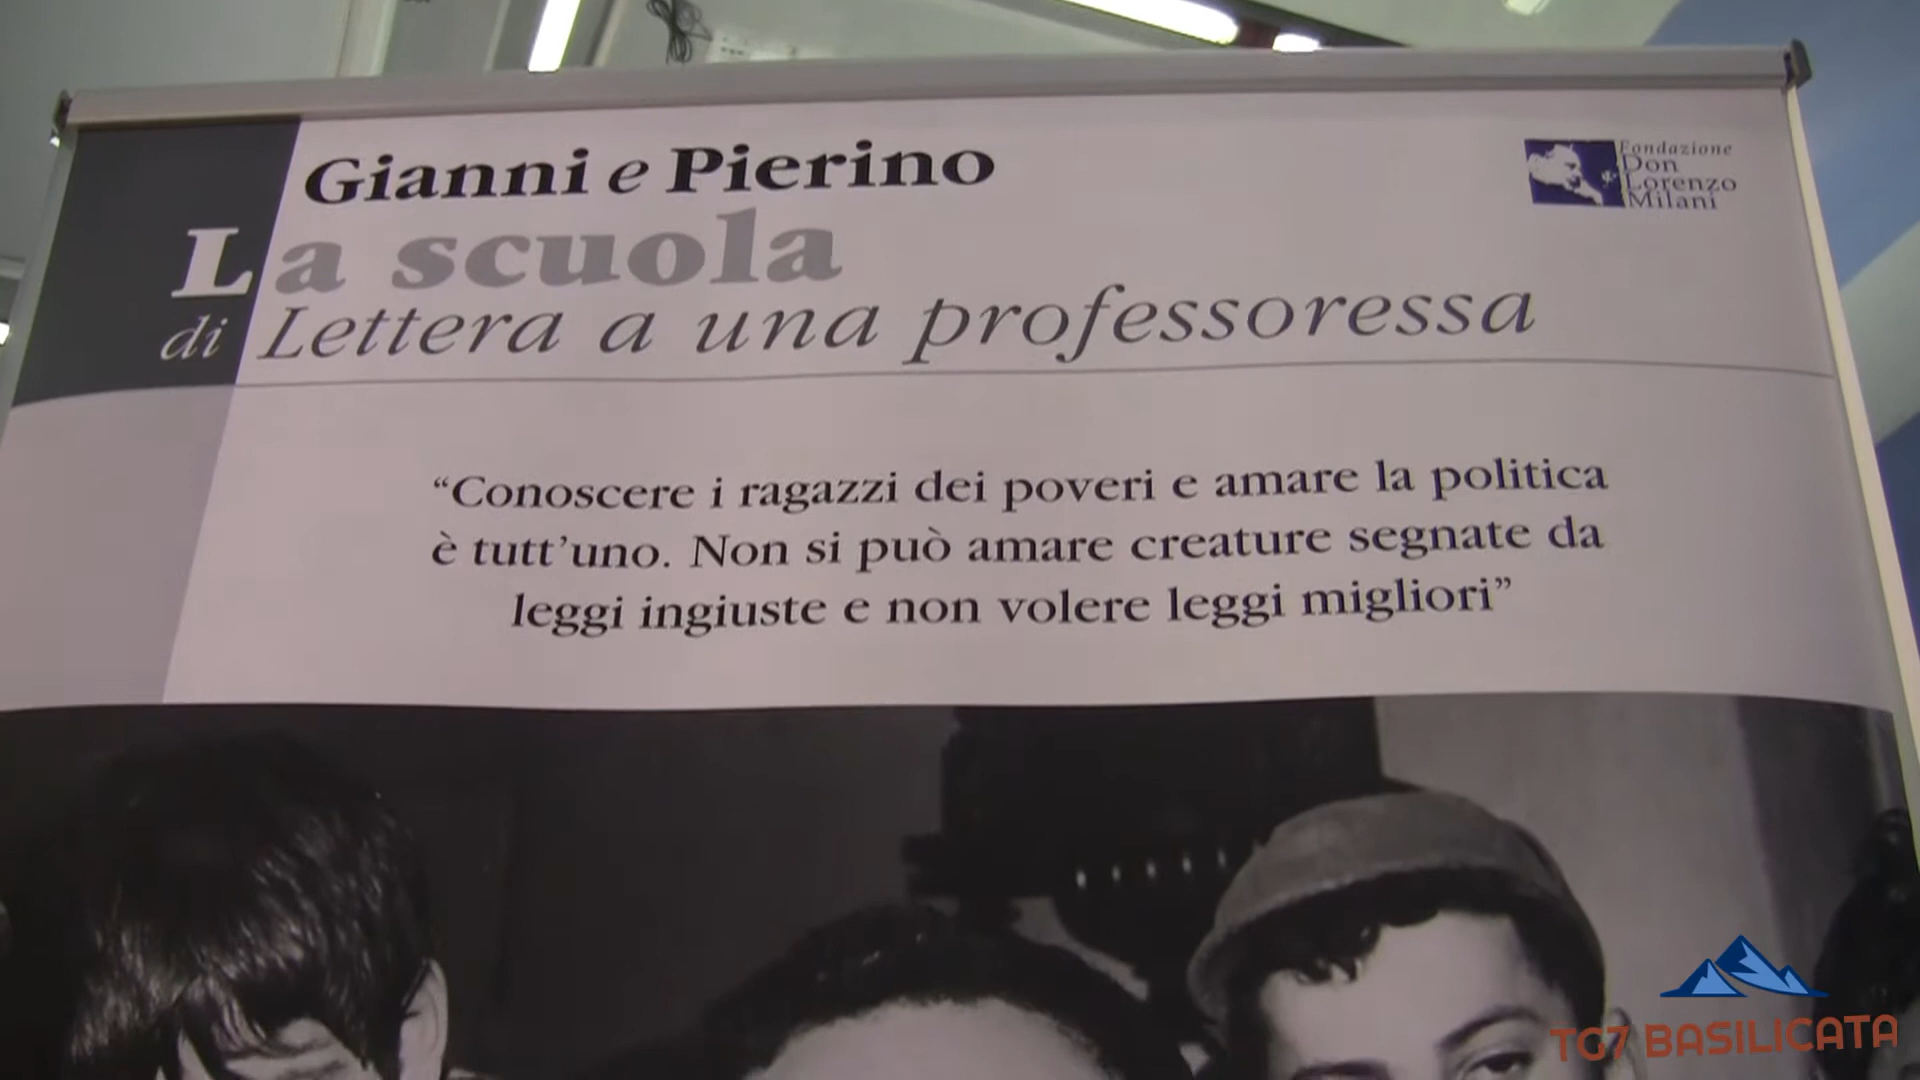 Gianni e Pierino
La scuola
di Lettera a una professoressa
Fondazione
Don
Lorenzo
Milani
“Conoscere i ragazzi dei poveri e amare la politica
è tutt’uno. Non si può amare creature segnate da
leggi ingiuste e non volere leggi migliori”
TG7 BASILICATA